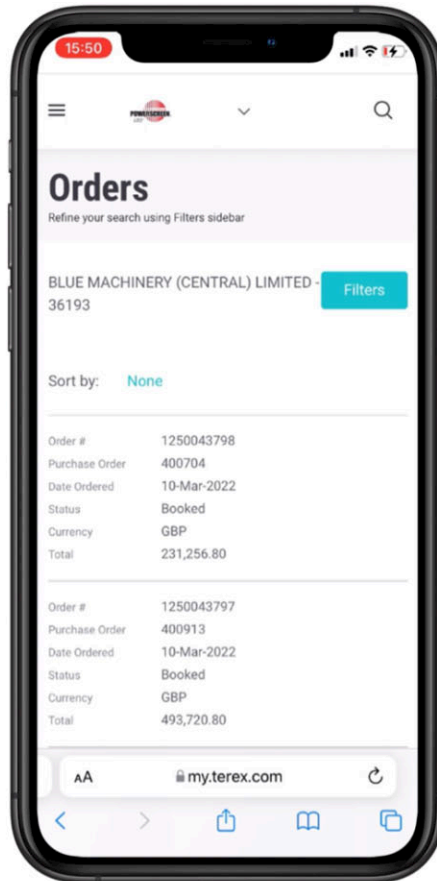 15:50
POWERSCREEN
Orders
Refine your search using Filters sidebar
BLUE MACHINERY (CENTRAL) LIMITED -
36193
Filters
Sort by: None
Order # 1250043798
Purchase Order 400704
Date Ordered 10-Mar-2022
Status Booked
Currency GBP
Total 231,256.80
Order # 1250043797
Purchase Order 400913
Date Ordered 10-Mar-2022
Status Booked
Currency GBP
Total 493,720.80
AA my.terex.com